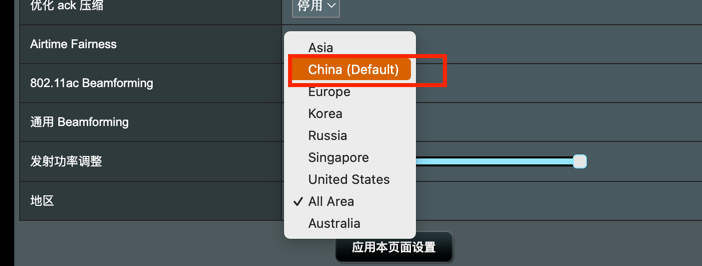 优化 ack 压缩
停用
Airtime Fairness
Asia
China (Default)
802.11ac Beamforming
Europe
Korea
通用 Beamforming
Russia
Singapore
发射功率调整
United States
地区
All Area
Australia
应用本页面设置